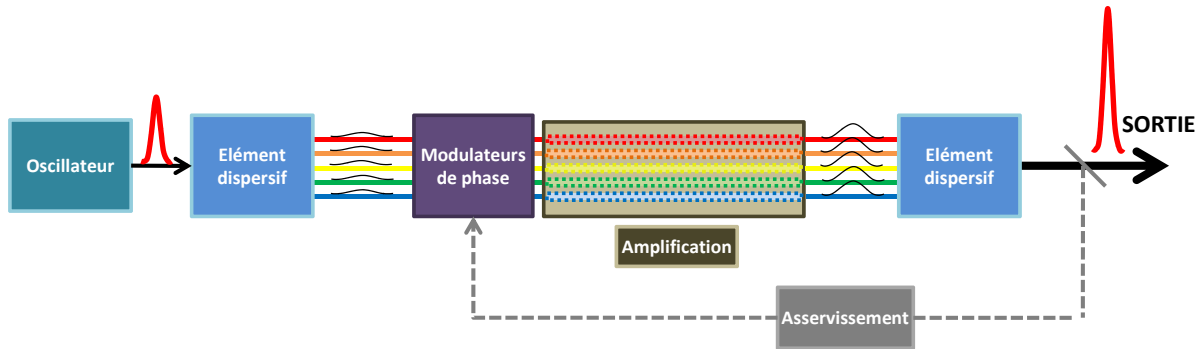 SORTIE
Oscillateur
Elément
dispersif
Modulateurs
de phase
Elément
dispersif
Amplification
Asservissement